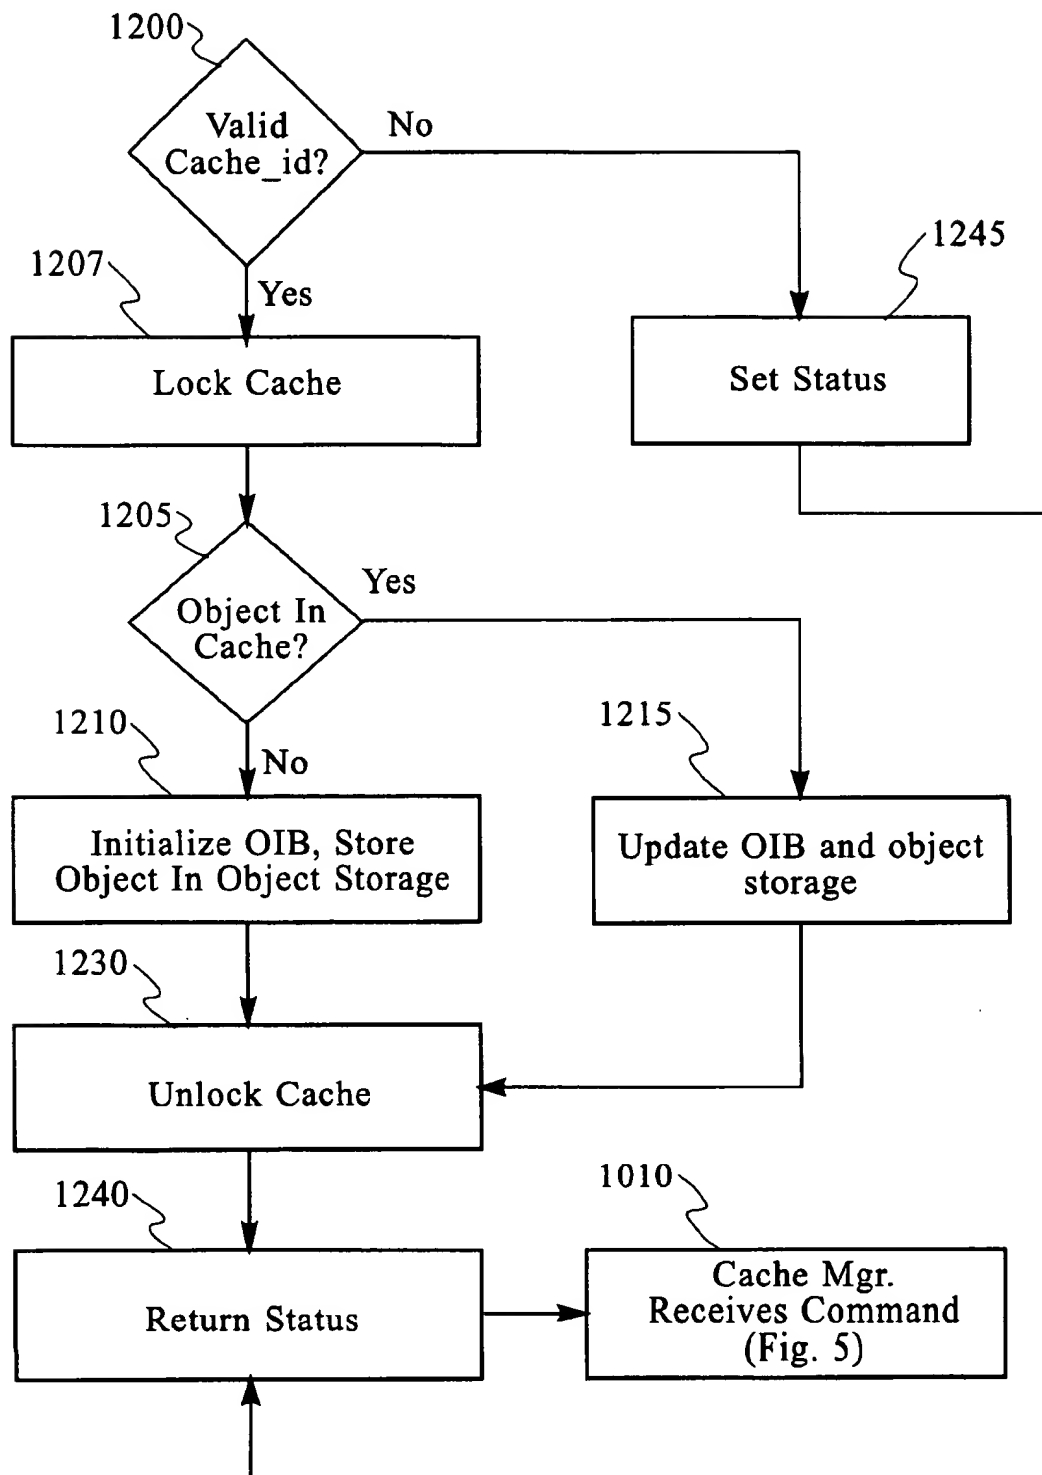 1200
Valid
Cache_id?
No
1245
1207
Yes
Lock Cache
Set Status
1205
Yes
Object In
Cache?
1210
1215
No
Initialize OIB, Store
Object In Object Storage
Update OIB and object
storage
1230
Unlock Cache
1240
1010
Return Status
Cache Mgr.
Receives Command
(Fig. 5)